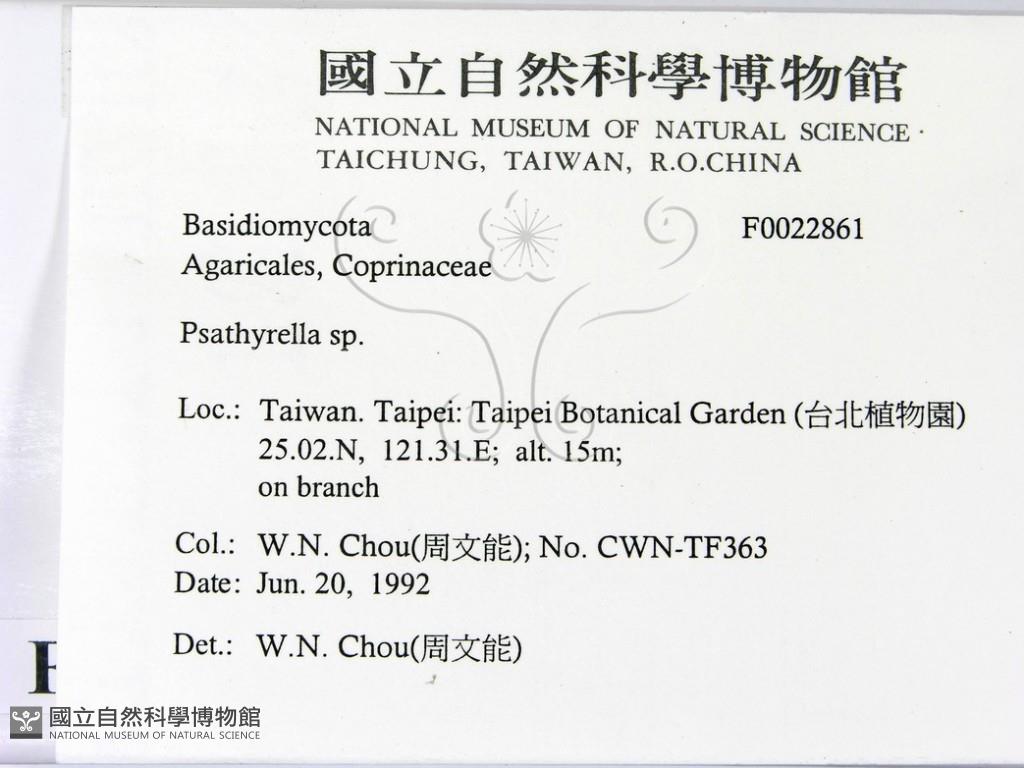 國立自然科學博物館
NATIONAL MUSEUM OF NATURAL SCIENCE
TAICHUNG, TAIWAN, R.O.CHINA
Basidiomycota F0022861
Agaricales, Coprinaceae
Psathyrella sp.
Loc.: Taiwan. Taipei: Taipei Botanical Garden (台北植物園)
25.02.N, 121.31.E; alt. 15m;
on branch
Col.: W.N. Chou(周文能); No. CWN-TF363
Date: Jun. 20, 1992
Det.: W.N. Chou(周文能)
國立自然科學博物館
NATIONAL MUSEUM OF NATURAL SCIENCE